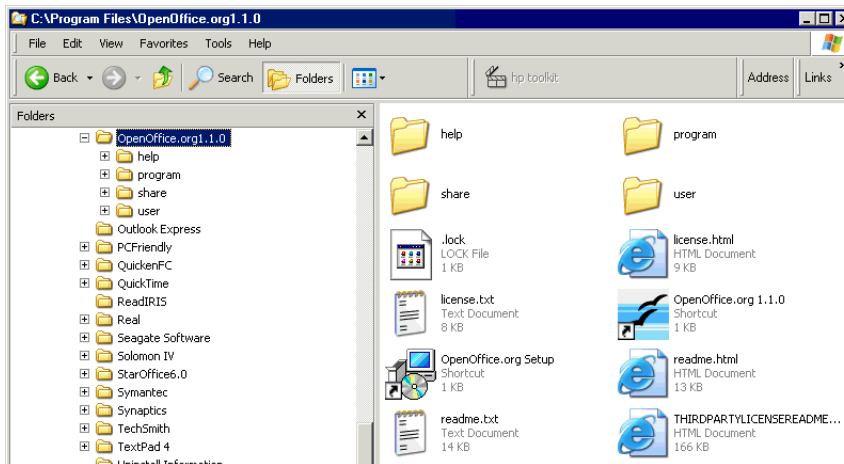 C:\Program Files\OpenOffice.org1.1.0
File Edit View Favorites Tools Help
Back Search Folders hp toolkit Address Links
Folders
OpenOffice.org1.1.0
help
program
share
user
Outlook Express
PCFriendly
QuickenFC
QuickTime
ReadIRIS
Real
Seagate Software
Solomon IV
StarOffice6.0
Symantec
Synaptics
TechSmith
TextPad 4
Uninstall Information
help
program
share
user
.lock
LOCK File
1 KB
license.html
HTML Document
9 KB
license.txt
Text Document
8 KB
OpenOffice.org 1.1.0
Shortcut
1 KB
OpenOffice.org Setup
Shortcut
1 KB
readme.html
HTML Document
13 KB
readme.txt
Text Document
14 KB
THIRDPARTYLICENSEREADME...
HTML Document
166 KB